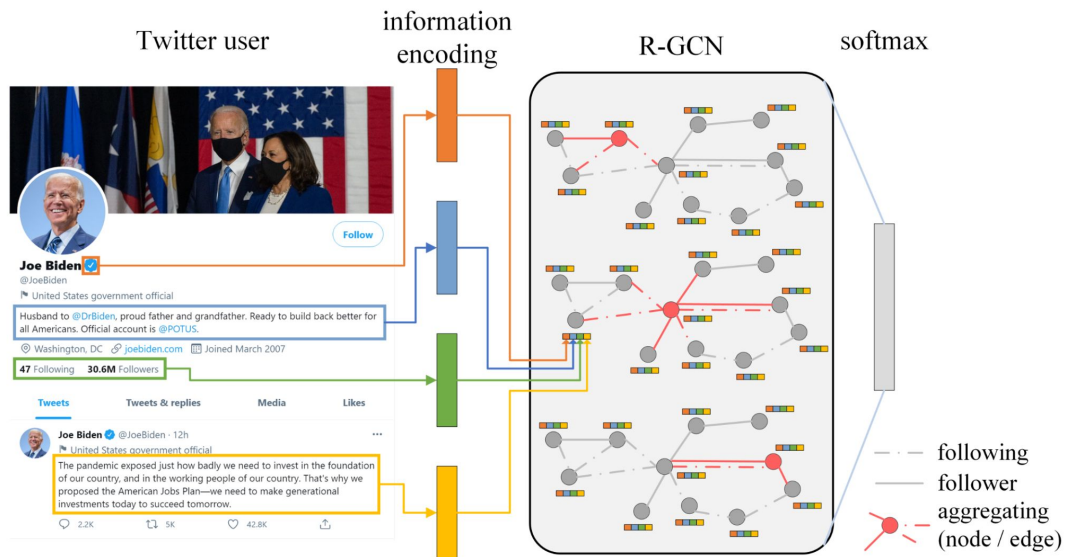 Twitter user
information
encoding
R-GCN
softmax
Follow
Joe Biden
@JoeBiden
United States government official
Husband to @DrBiden, proud father and grandfather. Ready to build back better for
all Americans. Official account is @POTUS.
Washington, DC joebiden.com Joined March 2007
47 Following 30.6M Followers
Tweets Tweets & replies Media Likes
Joe Biden @JoeBiden · 12h
United States government official
The pandemic exposed just how badly we need to invest in the foundation
of our country, and in the working people of our country. That's why we
proposed the American Jobs Plan—we need to make generational
investments today to succeed tomorrow.
2.2K 5K 42.8K
following
follower
aggregating
(node / edge)